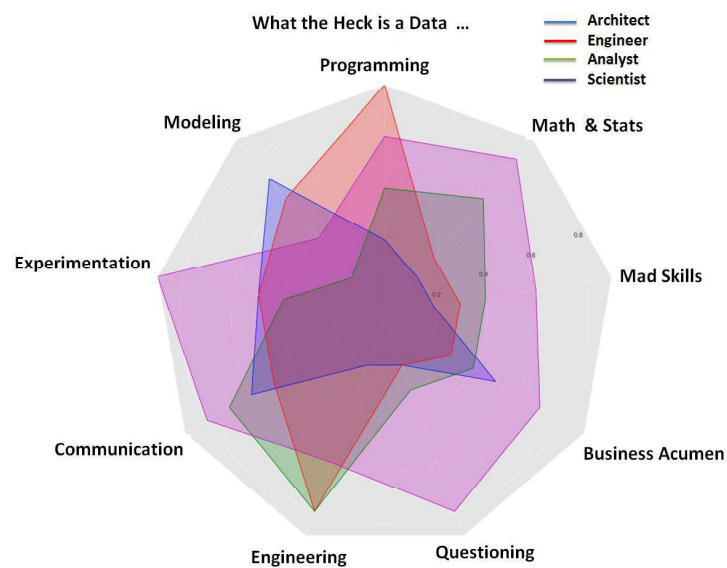 What the Heck is a Data ...
Architect
Engineer
Analyst
Scientist
Programming
Modeling
Math & Stats
0.8
0.6
Experimentation
0.4
Mad Skills
0.2
Communication
Business Acumen
Engineering
Questioning